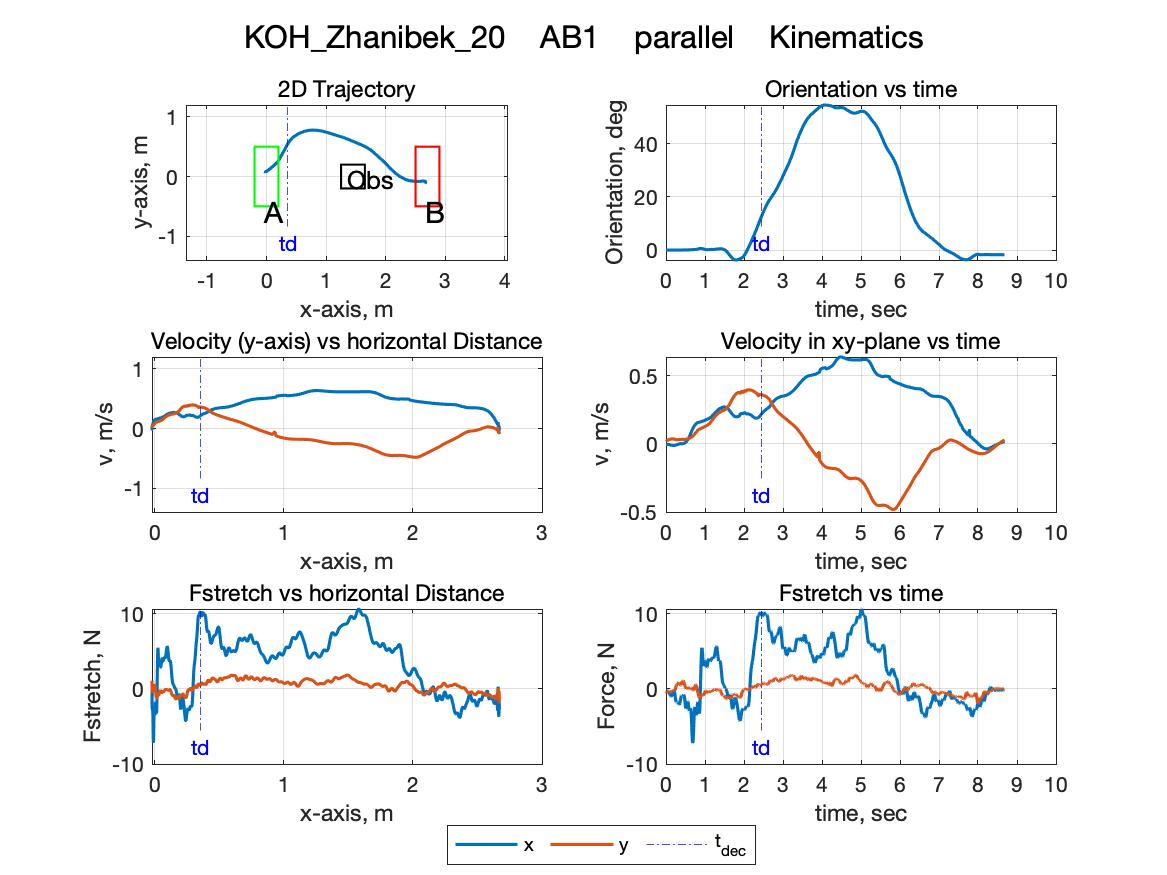 KOH_Zhanibek_20 AB1 parallel Kinematics
2D Trajectory
y-axis, m
1
0
-1
A
Obs
B
td
-1 0 1 2 3 4
x-axis, m
Orientation vs time
Orientation, deg
40
20
0
td
0 1 2 3 4 5 6 7 8 9 10
time, sec
Velocity (y-axis) vs horizontal Distance
v, m/s
1
0
-1
td
0 1 2 3
x-axis, m
Velocity in xy-plane vs time
v, m/s
0.5
0
-0.5
td
0 1 2 3 4 5 6 7 8 9 10
time, sec
Fstretch vs horizontal Distance
Fstretch, N
10
0
-10
td
0 1 2 3
x-axis, m
Fstretch vs time
Force, N
10
0
-10
td
0 1 2 3 4 5 6 7 8 9 10
time, sec
x y t_dec